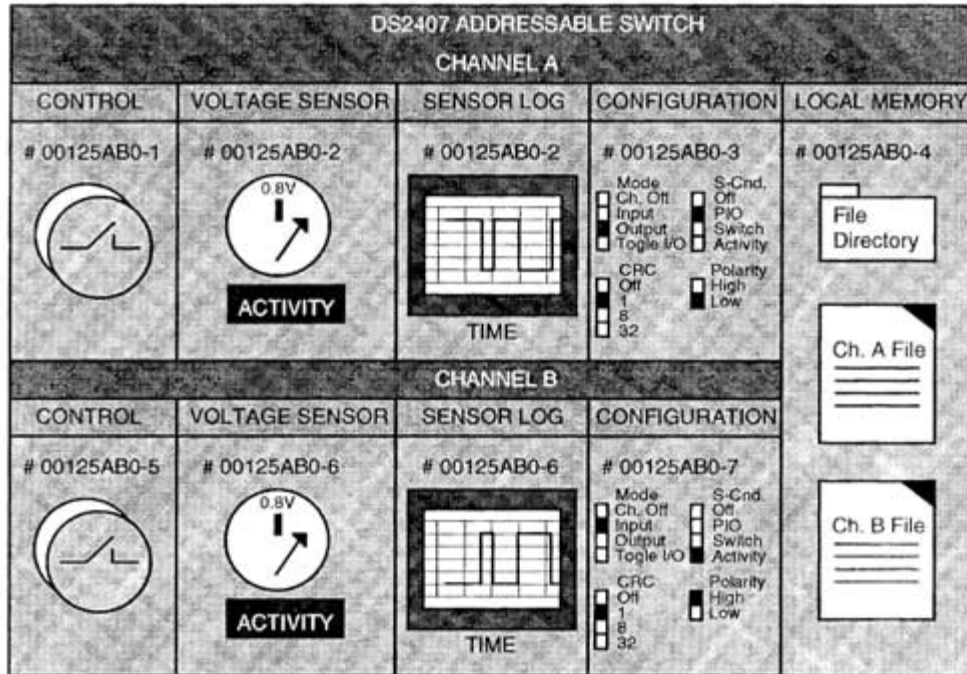 DS2407 ADDRESSABLE SWITCH
CHANNEL A
CONTROL
VOLTAGE SENSOR
SENSOR LOG
CONFIGURATION
LOCAL MEMORY
# 00125AB0-1
# 00125AB0-2
# 00125AB0-2
# 00125AB0-3
# 00125AB0-4
0.8V
ACTIVITY
TIME
Mode
Ch. Off
Input
Output
Togle I/O
S-Cnd.
Off
PIO
Switch
Activity
CRC
Off
1
8
32
Polarity
High
Low
File
Directory
Ch. A File
CHANNEL B
CONTROL
VOLTAGE SENSOR
SENSOR LOG
CONFIGURATION
# 00125AB0-5
# 00125AB0-6
# 00125AB0-6
# 00125AB0-7
0.8V
ACTIVITY
TIME
Mode
Ch. Off
Input
Output
Togle I/O
S-Cnd.
Off
PIO
Switch
Activity
CRC
Off
1
8
32
Polarity
High
Low
Ch. B File